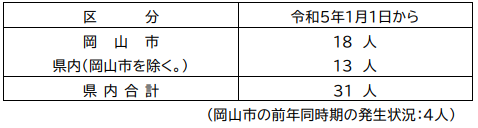 区　　分　令和5年1月1日から
岡　山　市　18 人
県内(岡山市を除く。)　13 人
県 内 合 計　31 人
(岡山市の前年同時期の発生状況：4人)